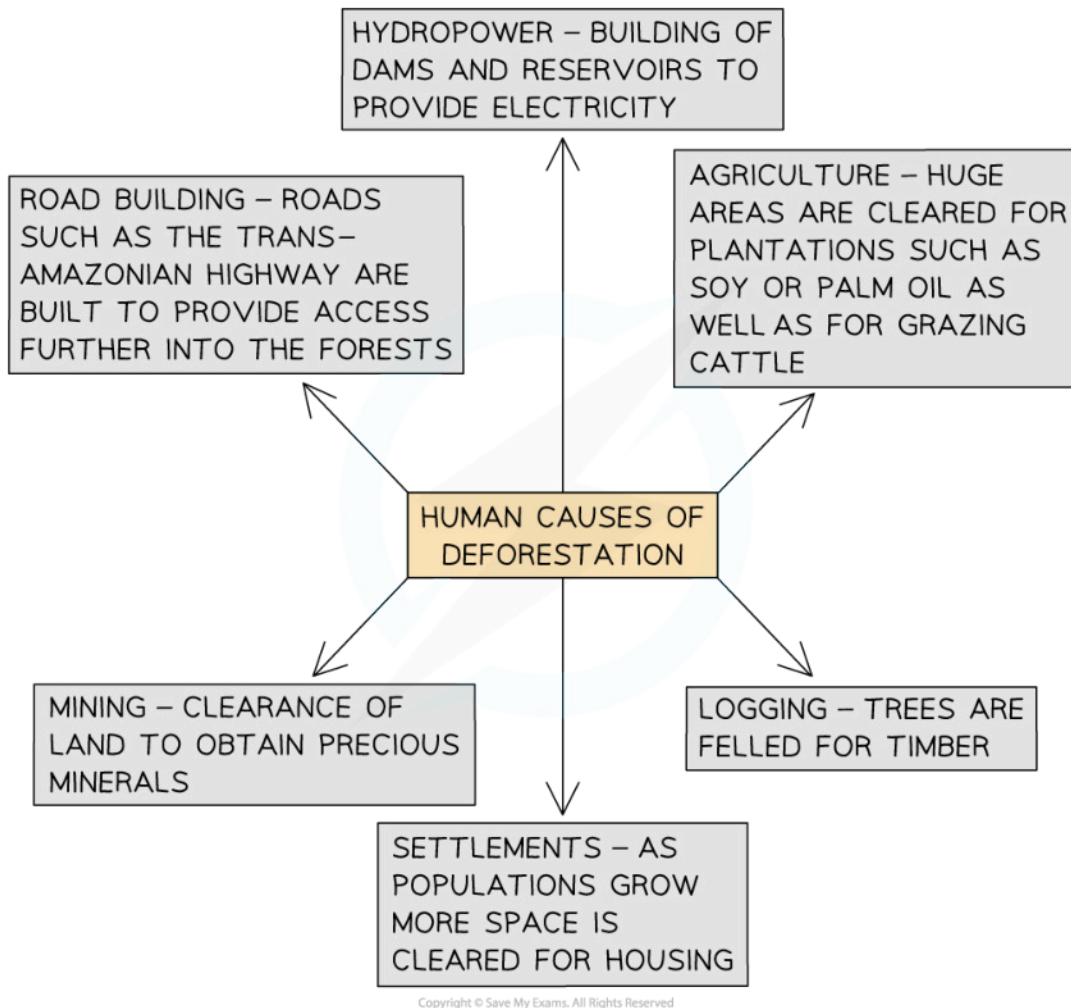 HYDROPOWER – BUILDING OF
DAMS AND RESERVOIRS TO
PROVIDE ELECTRICITY
ROAD BUILDING – ROADS
SUCH AS THE TRANS–
AMAZONIAN HIGHWAY ARE
BUILT TO PROVIDE ACCESS
FURTHER INTO THE FORESTS
AGRICULTURE – HUGE
AREAS ARE CLEARED FOR
PLANTATIONS SUCH AS
SOY OR PALM OIL AS
WELL AS FOR GRAZING
CATTLE
HUMAN CAUSES OF
DEFORESTATION
MINING – CLEARANCE OF
LAND TO OBTAIN PRECIOUS
MINERALS
LOGGING – TREES ARE
FELLED FOR TIMBER
SETTLEMENTS – AS
POPULATIONS GROW
MORE SPACE IS
CLEARED FOR HOUSING
Copyright © Save My Exams. All Rights Reserved